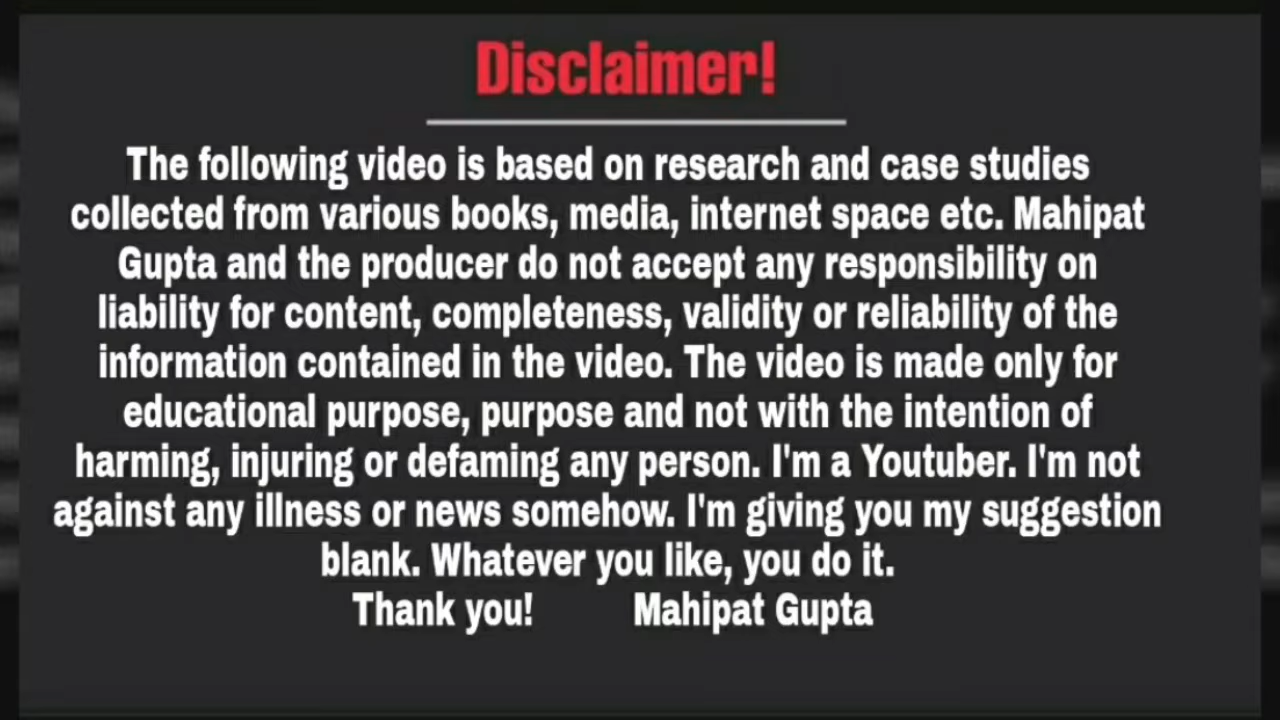 Disclaimer!
The following video is based on research and case studies
collected from various books, media, internet space etc. Mahipat
Gupta and the producer do not accept any responsibility on
liability for content, completeness, validity or reliability of the
information contained in the video. The video is made only for
educational purpose, purpose and not with the intention of
harming, injuring or defaming any person. I'm a Youtuber. I'm not
against any illness or news somehow. I'm giving you my suggestion
blank. Whatever you like, you do it.
Thank you! Mahipat Gupta